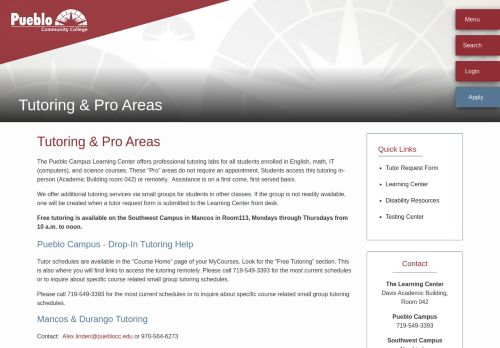 Pueblo
Community College
Menu
Search
Login
Apply
Tutoring & Pro Areas
Tutoring & Pro Areas
The Pueblo Campus Learning Center offers professional tutoring labs for all students enrolled in English, math, IT
(computers), and science courses. These "Pro" areas do not require an appointment. Students access this tutoring in-
person (Academic Building room 042) or remotely. Assistance is on a first come, first served basis.
We offer additional tutoring services via small groups for students in other classes. If the group is not readily available,
one will be created when a tutor request form is submitted to the Learning Center front desk.
Free tutoring is available on the Southwest Campus in Mancos in Room113, Mondays through Thursdays from
10 a.m. to noon.
Pueblo Campus - Drop-In Tutoring Help
Tutor schedules are available in the "Course Home" page of your MyCourses. Look for the "Free Tutoring" section. This
is also where you will find links to access the tutoring remotely. Please call 719-549-3393 for the most current schedules
or to inquire about specific course related small group tutoring schedules.
Please call 719-549-3393 for the most current schedules or to inquire about specific course related small group tutoring
schedules.
Mancos & Durango Tutoring
Contact: Alex.linden@pueblocc.edu or 970-564-6273
Quick Links
Tutor Request Form
Learning Center
Disability Resources
Testing Center
Contact
The Learning Center
Davis Academic Building,
Room 042
Pueblo Campus
719-549-3393
Southwest Campus